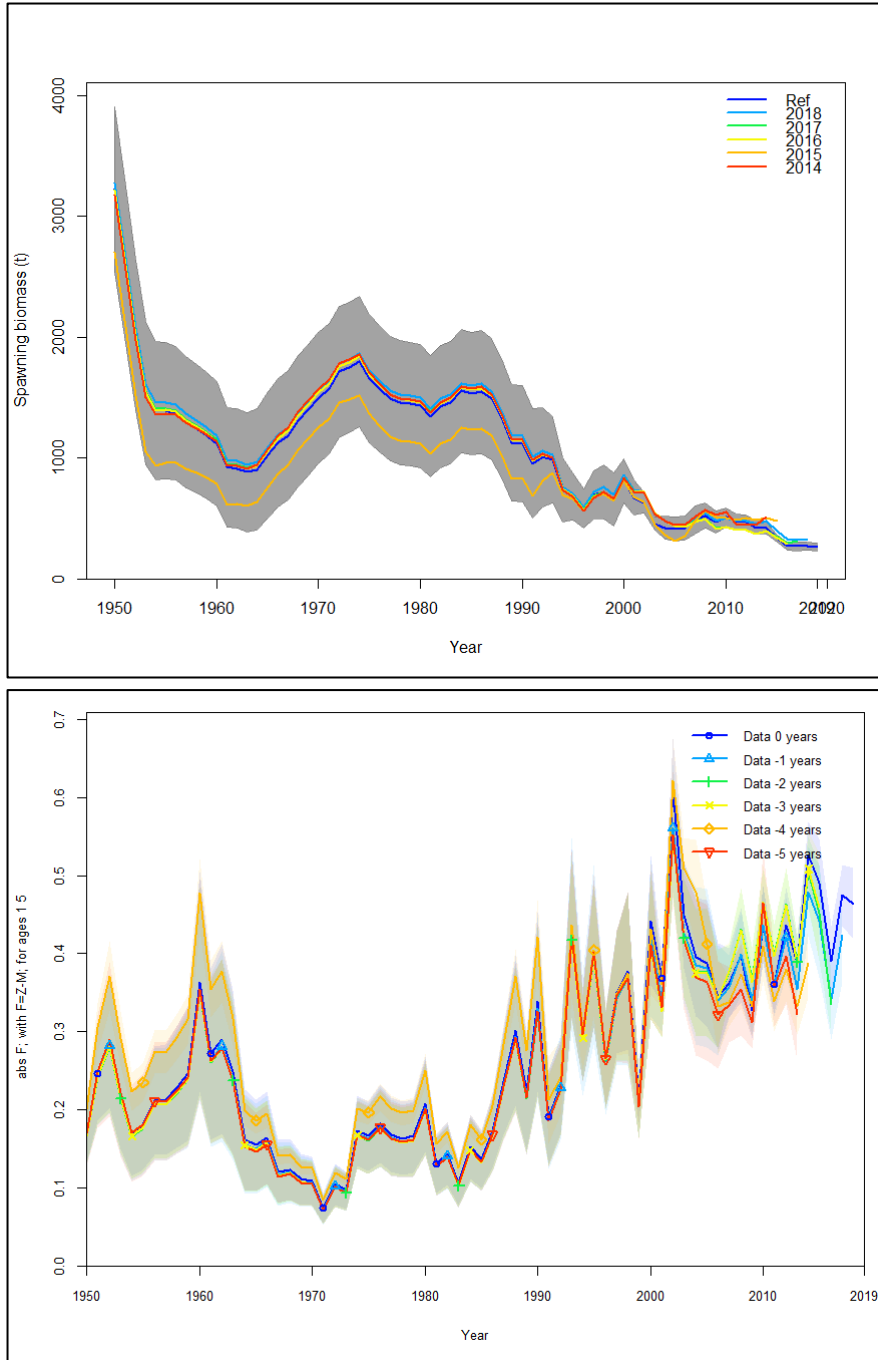 4000
3000
2000
1000
0
Spawning biomass (t)
Ref
2018
2017
2016
2015
2014
1950 1960 1970 1980 1990 2000 2010 2019 2020
Year
0.7
0.6
0.5
0.4
0.3
0.2
0.1
0.0
abs F; with F=Z-M; for ages 1 5
Data 0 years
Data -1 years
Data -2 years
Data -3 years
Data -4 years
Data -5 years
1950 1960 1970 1980 1990 2000 2010 2019
Year